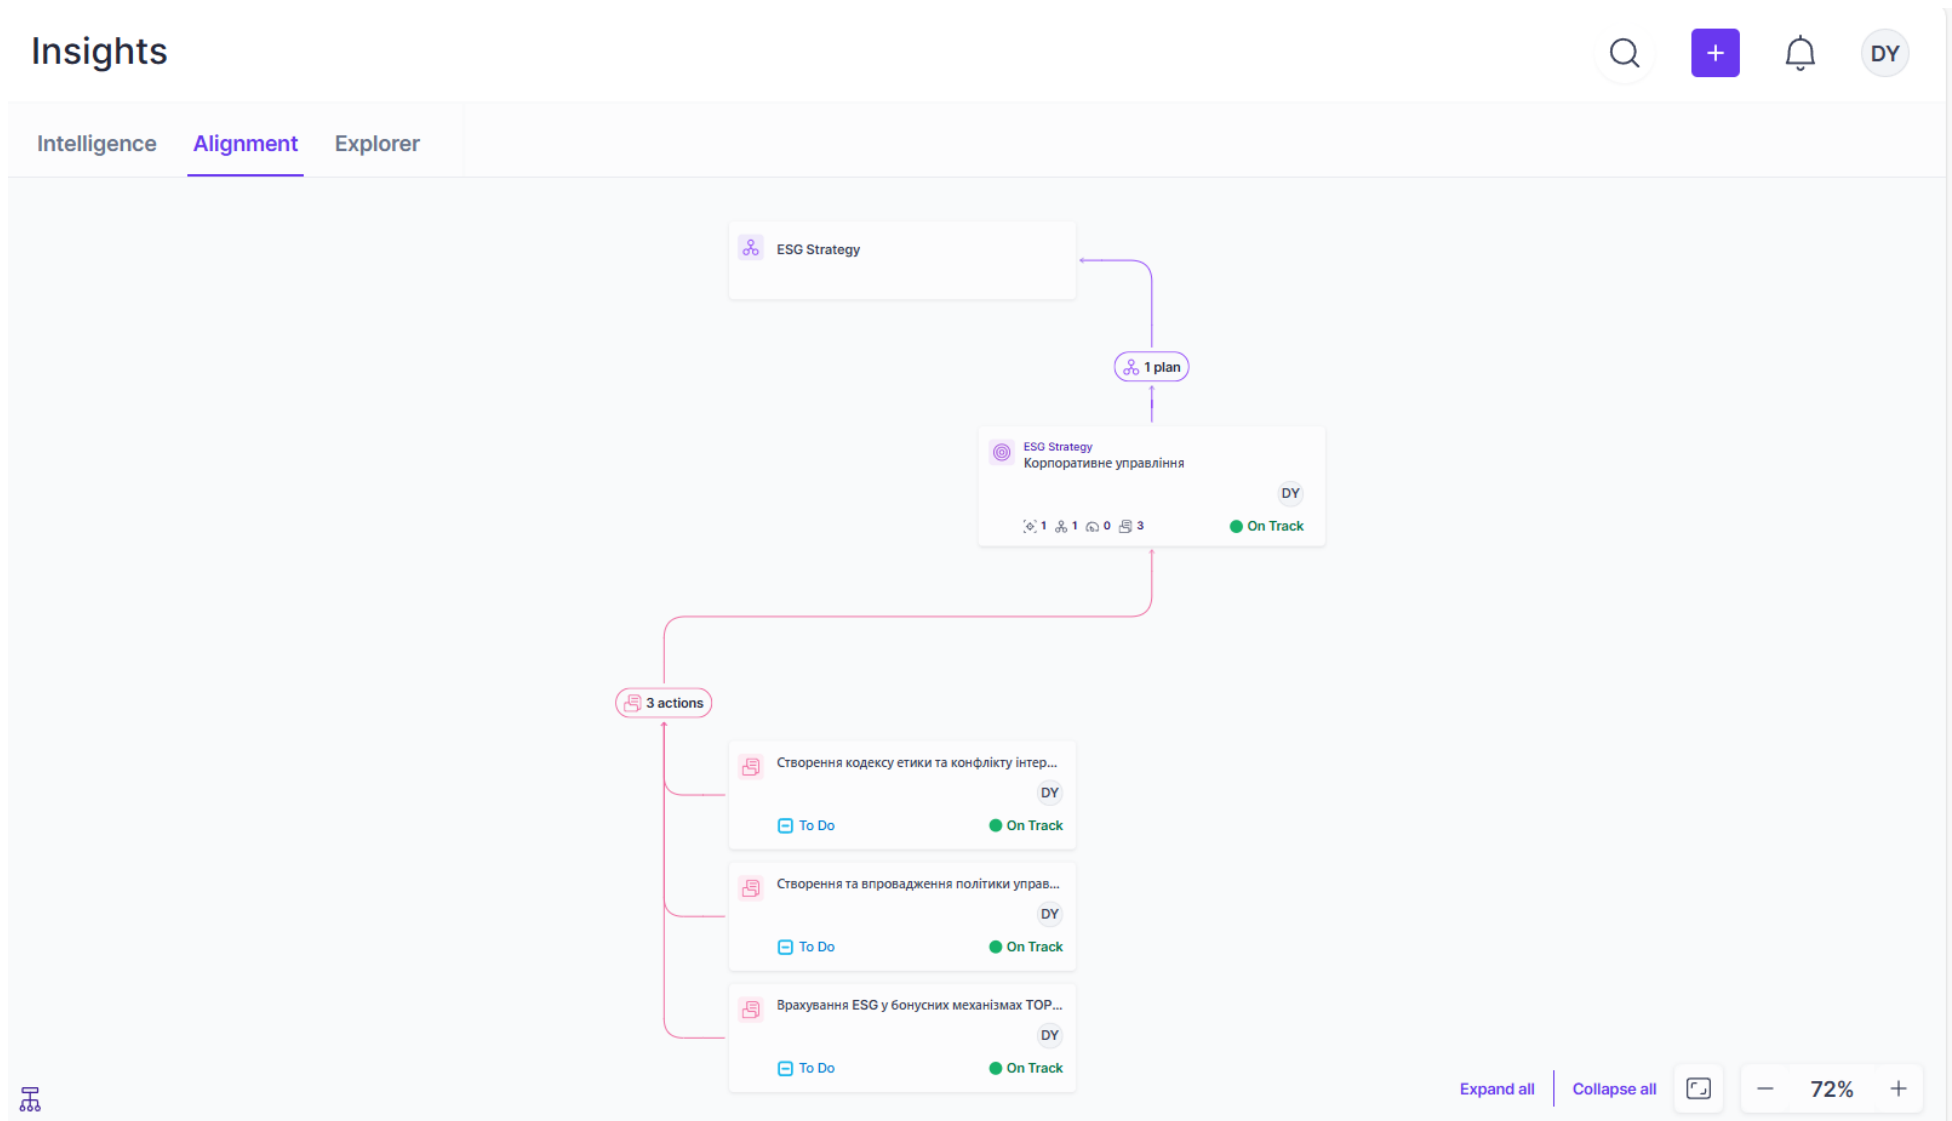 Insights
DY
Intelligence
Alignment
Explorer
ESG Strategy
1 plan
ESG Strategy
Корпоративне управління
DY
1 1 0 3
On Track
3 actions
Створення кодексу етики та конфлікту інтер...
DY
To Do
On Track
Створення та впровадження політики управ...
DY
To Do
On Track
Врахування ESG у бонусних механізмах TOP...
DY
To Do
On Track
Expand all
Collapse all
72%